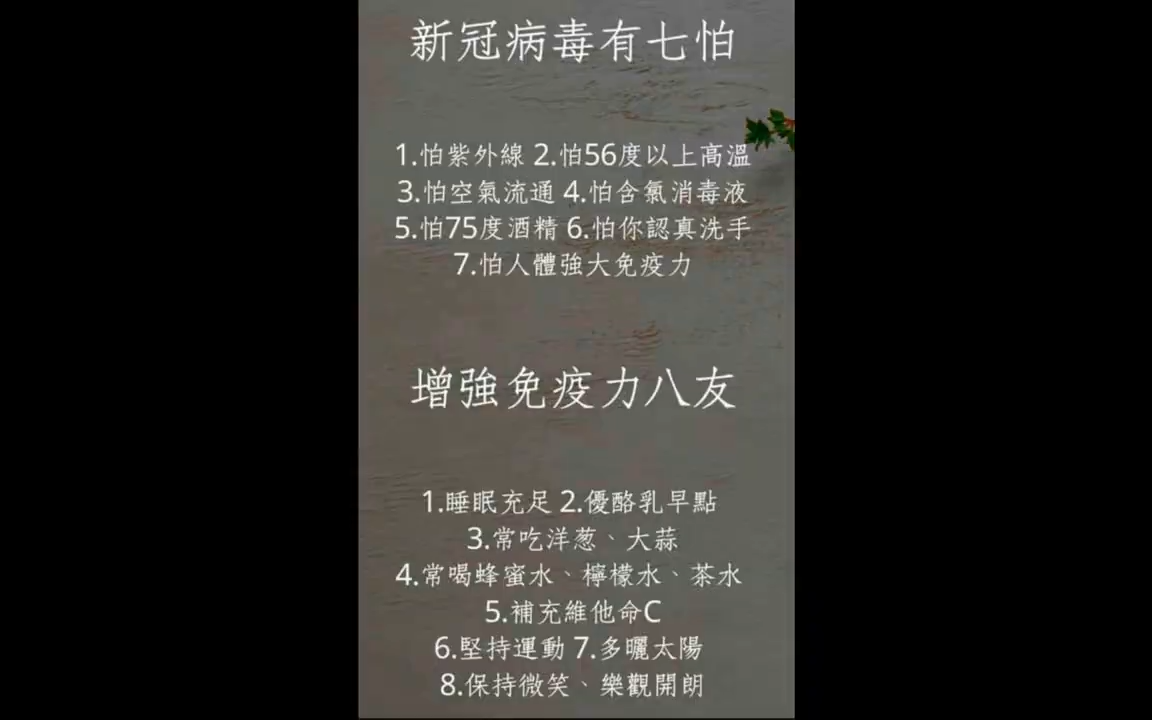 新冠病毒有七怕
1.怕紫外線 2.怕56度以上高溫
3.怕空氣流通 4.怕含氯消毒液
5.怕75度酒精 6.怕你認真洗手
7.怕人體強大免疫力
增強免疫力八友
1.睡眠充足 2.優酪乳早點
3.常吃洋葱、大蒜
4.常喝蜂蜜水、檸檬水、茶水
5.補充維他命C
6.堅持運動 7.多曬太陽
8.保持微笑、樂觀開朗